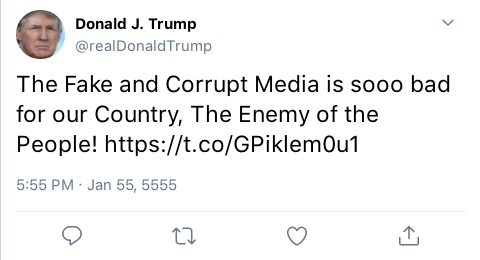 Donald J. Trump
@realDonaldTrump
The Fake and Corrupt Media is sooo bad
for our Country, The Enemy of the
People! https://t.co/GPiklem0u1
5:55 PM · Jan 55, 5555